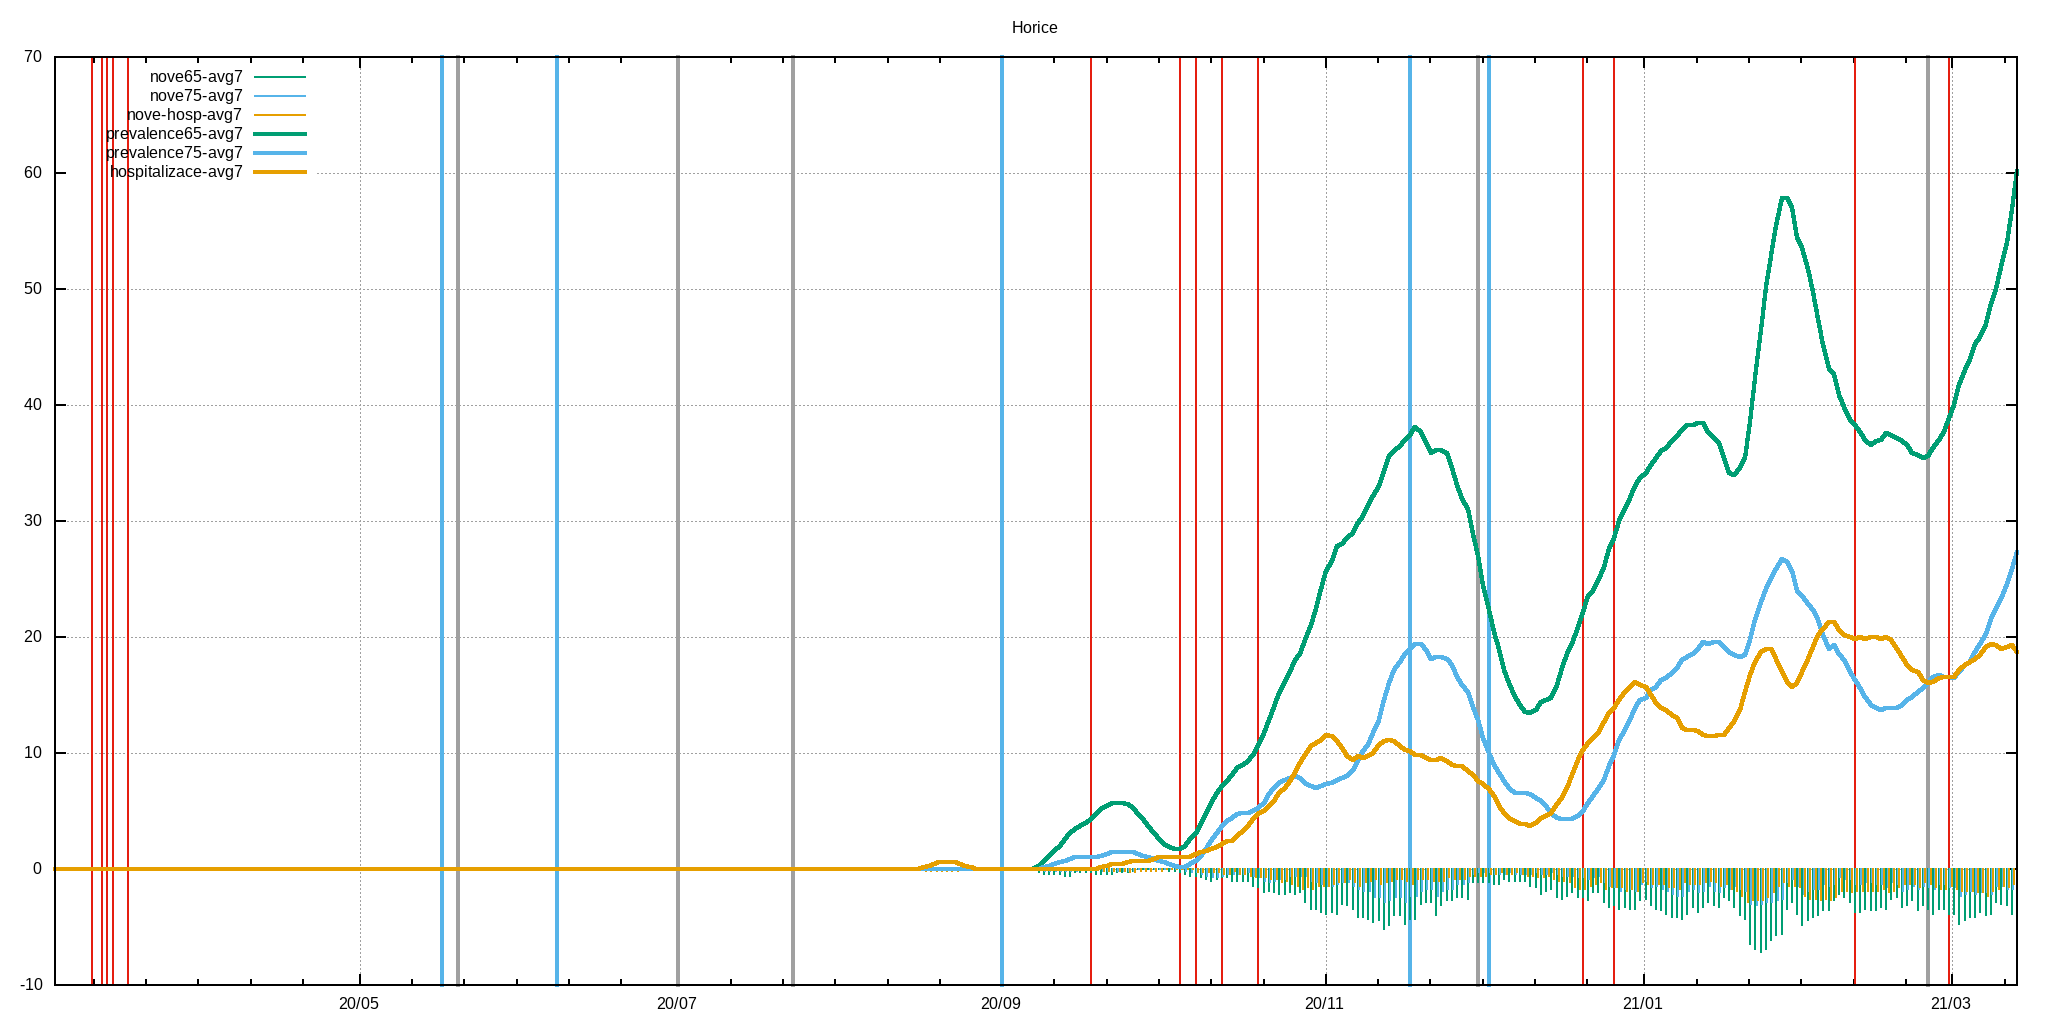 Horice
70
nove65-avg7
nove75-avg7
nove-hosp-avg7
prevalence65-avg7
prevalence75-avg7
hospitalizace-avg7
60
50
40
30
20
10
0
-10
20/05 20/07 20/09 20/11 21/01 21/03